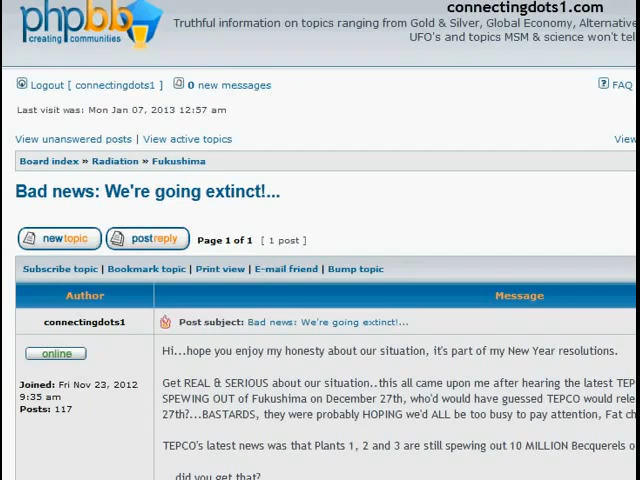 connectingdots1.com
phpBB
creating communities
Truthful information on topics ranging from Gold & Silver, Global Economy, Alternative
UFO's and topics MSM & science won't tel
Logout [ connectingdots1 ] 0 new messages FAQ
Last visit was: Mon Jan 07, 2013 12:57 am
View unanswered posts | View active topics View
Board index » Radiation » Fukushima
Bad news: We're going extinct!...
newtopic postreply Page 1 of 1 [ 1 post ]
Subscribe topic | Bookmark topic | Print view | E-mail friend | Bump topic
Author Message
connectingdots1 Post subject: Bad news: We're going extinct!...
online
Joined: Fri Nov 23, 2012
9:35 am
Posts: 117
Hi...hope you enjoy my honesty about our situation, it's part of my New Year resolutions.
Get REAL & SERIOUS about our situation..this all came upon me after hearing the latest TEP
SPEWING OUT of Fukushima on December 27th, who'd would have guessed TEPCO would rele
27th?...BASTARDS, they were probably HOPING we'd ALL be too busy to pay attention, Fat ch
TEPCO's latest news was that Plants 1, 2 and 3 are still spewing out 10 MILLION Becquerels o
...did you get that?